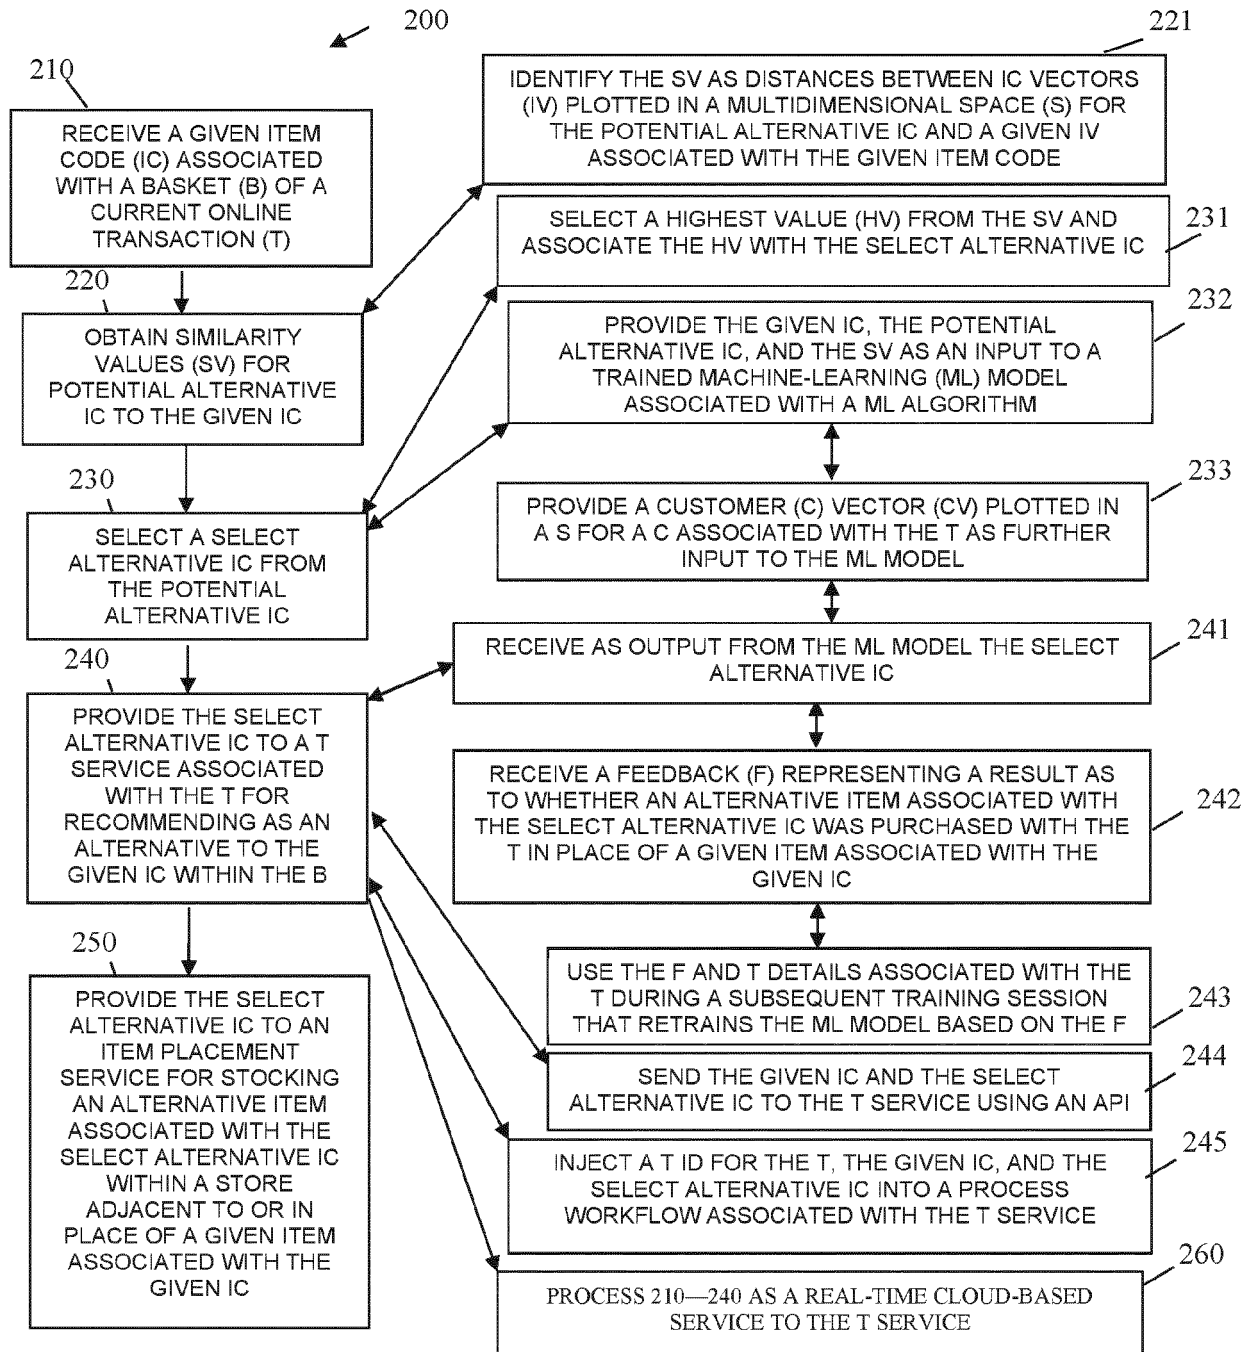 200
210
RECEIVE A GIVEN ITEM
CODE (IC) ASSOCIATED
WITH A BASKET (B) OF A
CURRENT ONLINE
TRANSACTION (T)
220
OBTAIN SIMILARITY
VALUES (SV) FOR
POTENTIAL ALTERNATIVE
IC TO THE GIVEN IC
230
SELECT A SELECT
ALTERNATIVE IC FROM
THE POTENTIAL
ALTERNATIVE IC
240
PROVIDE THE SELECT
ALTERNATIVE IC TO A T
SERVICE ASSOCIATED
WITH THE T FOR
RECOMMENDING AS AN
ALTERNATIVE TO THE
GIVEN IC WITHIN THE B
250
PROVIDE THE SELECT
ALTERNATIVE IC TO AN
ITEM PLACEMENT
SERVICE FOR STOCKING
AN ALTERNATIVE ITEM
ASSOCIATED WITH THE
SELECT ALTERNATIVE IC
WITHIN A STORE
ADJACENT TO OR IN
PLACE OF A GIVEN ITEM
ASSOCIATED WITH THE
GIVEN IC
221
IDENTIFY THE SV AS DISTANCES BETWEEN IC VECTORS
(IV) PLOTTED IN A MULTIDIMENSIONAL SPACE (S) FOR
THE POTENTIAL ALTERNATIVE IC AND A GIVEN IV
ASSOCIATED WITH THE GIVEN ITEM CODE
231
SELECT A HIGHEST VALUE (HV) FROM THE SV AND
ASSOCIATE THE HV WITH THE SELECT ALTERNATIVE IC
232
PROVIDE THE GIVEN IC, THE POTENTIAL
ALTERNATIVE IC, AND THE SV AS AN INPUT TO A
TRAINED MACHINE-LEARNING (ML) MODEL
ASSOCIATED WITH A ML ALGORITHM
233
PROVIDE A CUSTOMER (C) VECTOR (CV) PLOTTED IN
A S FOR A C ASSOCIATED WITH THE T AS FURTHER
INPUT TO THE ML MODEL
241
RECEIVE AS OUTPUT FROM THE ML MODEL THE SELECT
ALTERNATIVE IC
242
RECEIVE A FEEDBACK (F) REPRESENTING A RESULT AS
TO WHETHER AN ALTERNATIVE ITEM ASSOCIATED WITH
THE SELECT ALTERNATIVE IC WAS PURCHASED WITH THE
T IN PLACE OF A GIVEN ITEM ASSOCIATED WITH THE
GIVEN IC
243
USE THE F AND T DETAILS ASSOCIATED WITH THE
T DURING A SUBSEQUENT TRAINING SESSION
THAT RETRAINS THE ML MODEL BASED ON THE F
244
SEND THE GIVEN IC AND THE SELECT
ALTERNATIVE IC TO THE T SERVICE USING AN API
245
INJECT A T ID FOR THE T, THE GIVEN IC, AND THE
SELECT ALTERNATIVE IC INTO A PROCESS
WORKFLOW ASSOCIATED WITH THE T SERVICE
260
PROCESS 210—240 AS A REAL-TIME CLOUD-BASED
SERVICE TO THE T SERVICE